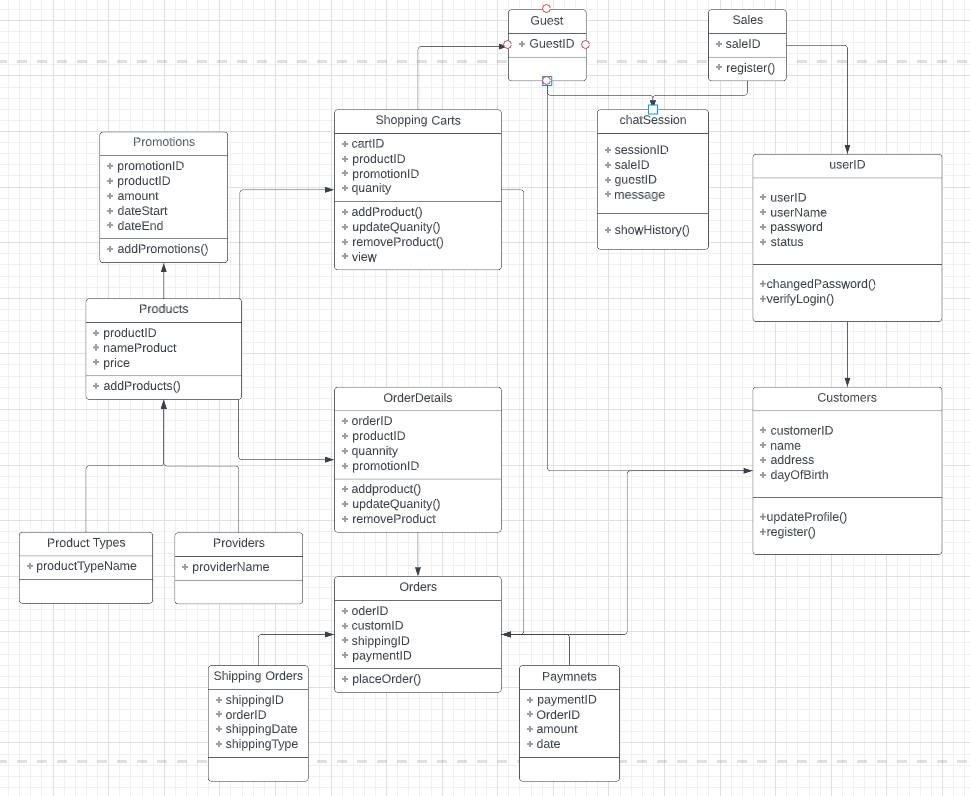 Guest
+ GuestID
Sales
+ saleID
+ register()
Shopping Carts
+ cartID
+ productID
+ promotionID
+ quanity
+ addProduct()
+ updateQuanity()
+ removeProduct()
+ view
chatSession
+ sessionID
+ saleID
+ guestID
+ message
+ showHistory()
Promotions
+ promotionID
+ productID
+ amount
+ dateStart
+ dateEnd
+ addPromotions()
userID
+ userID
+ userName
+ password
+ status
+changedPassword()
+verifyLogin()
Products
+ productID
+ nameProduct
+ price
+ addProducts()
OrderDetails
+ orderID
+ productID
+ quannity
+ promotionID
+ addproduct()
+ updateQuanity()
+ removeProduct
Customers
+ customerID
+ name
+ address
+ dayOfBirth
+updateProfile()
+register()
Product Types
+ productTypeName
Providers
+ providerName
Orders
+ oderID
+ customID
+ shippingID
+ paymentID
+ placeOrder()
Shipping Orders
+ shippingID
+ orderID
+ shippingDate
+ shippingType
Paymnets
+ paymentID
+ OrderID
+ amount
+ date